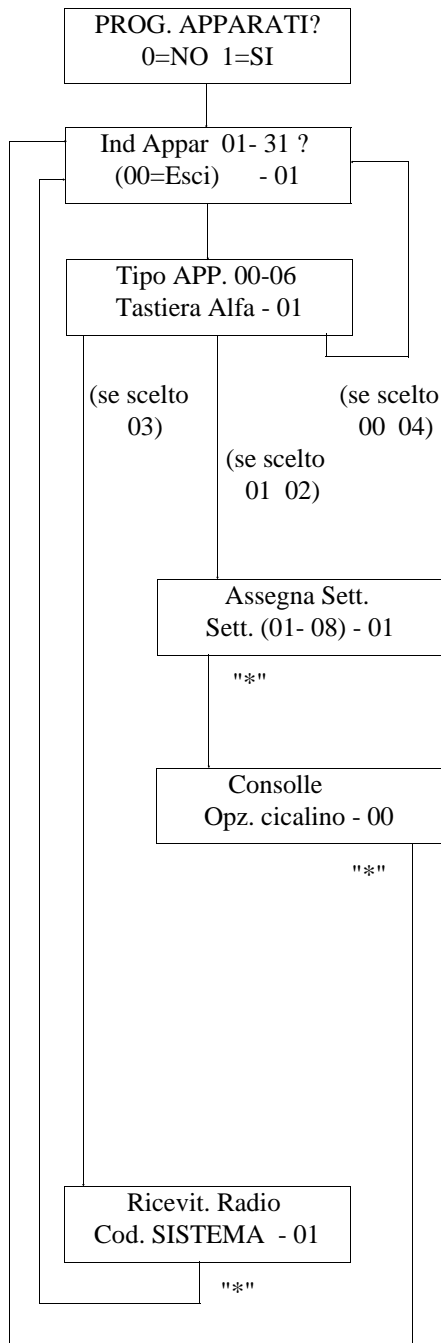 PROG. APPARATI?
0=NO 1=SI
Ind Appar 01- 31 ?
(00=Esci) - 01
Tipo APP. 00-06
Tastiera Alfa - 01
(se scelto
03)
(se scelto
01 02)
(se scelto
00 04)
Assegna Sett.
Sett. (01- 08) - 01
"*"
Consolle
Opz. cicalino - 00
"*"
Ricevit. Radio
Cod. SISTEMA - 01
"*"